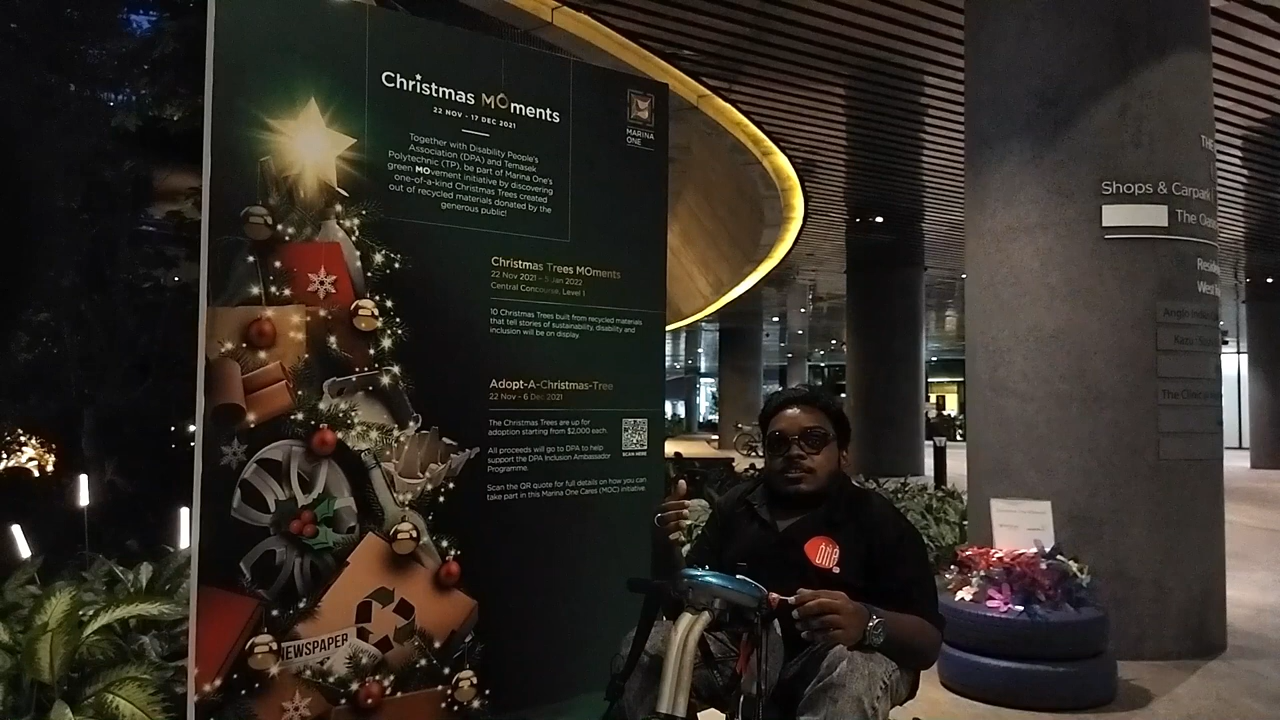 Christmas MOments
22 NOV - 17 DEC 2021
Together with Disability People's
Association (DPA) and Temasek
Polytechnic (TP), be part of Marina One's
green MOvement initiative by discovering
one-of-a-kind Christmas Trees created
out of recycled materials donated by the
generous public!
MARINA
ONE
Christmas Trees MOments
22 Nov 2021 - Jan 2022
Central Concourse, Level 1
10 Christmas Trees built from recycled materials
that tell stories of sustainability, disability and
inclusion will be on display.
Adopt-A-Christmas-Tree
22 Nov - 6 Dec 2021
The Christmas Trees are up for
adoption starting from $2,000 each.
All proceeds will go to DPA to help
support the DPA Inclusion Ambassador
Programme.
Scan the QR quote for full details on how you can
take part in this Marina One Cares (MOC) initiative.
SCAN HERE
NEWSPAPER
Shops & Carpark
The